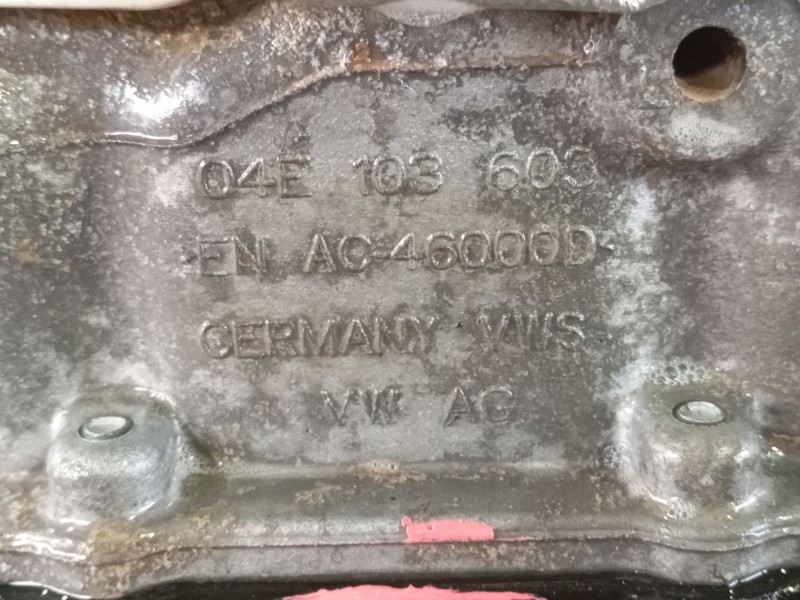 04E 103 603
EN AC-46000D
GERMANY VWS
VW AG